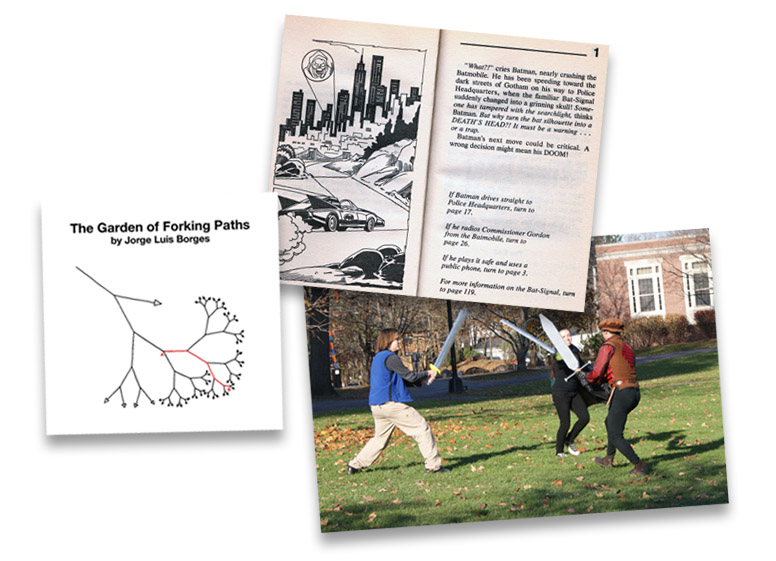 The Garden of Forking Paths
by Jorge Luis Borges
1
"What?!" cries Batman, nearly crashing the
Batmobile. He has been speeding toward the
dark streets of Gotham on his way to Police
Headquarters, when the familiar Bat-Signal
suddenly changed into a grinning skull! Some-
one has tampered with the searchlight, thinks
Batman. But why turn the bat silhouette into a
DEATH'S HEAD?! It must be a warning . . .
or a trap.
Batman's next move could be critical. A
wrong decision might mean his DOOM!
If Batman drives straight to
Police Headquarters, turn to
page 17.
If he radios Commissioner Gordon
from the Batmobile, turn to
page 26.
If he plays it safe and uses a
public phone, turn to page 3.
For more information on the Bat-Signal, turn
to page 119.